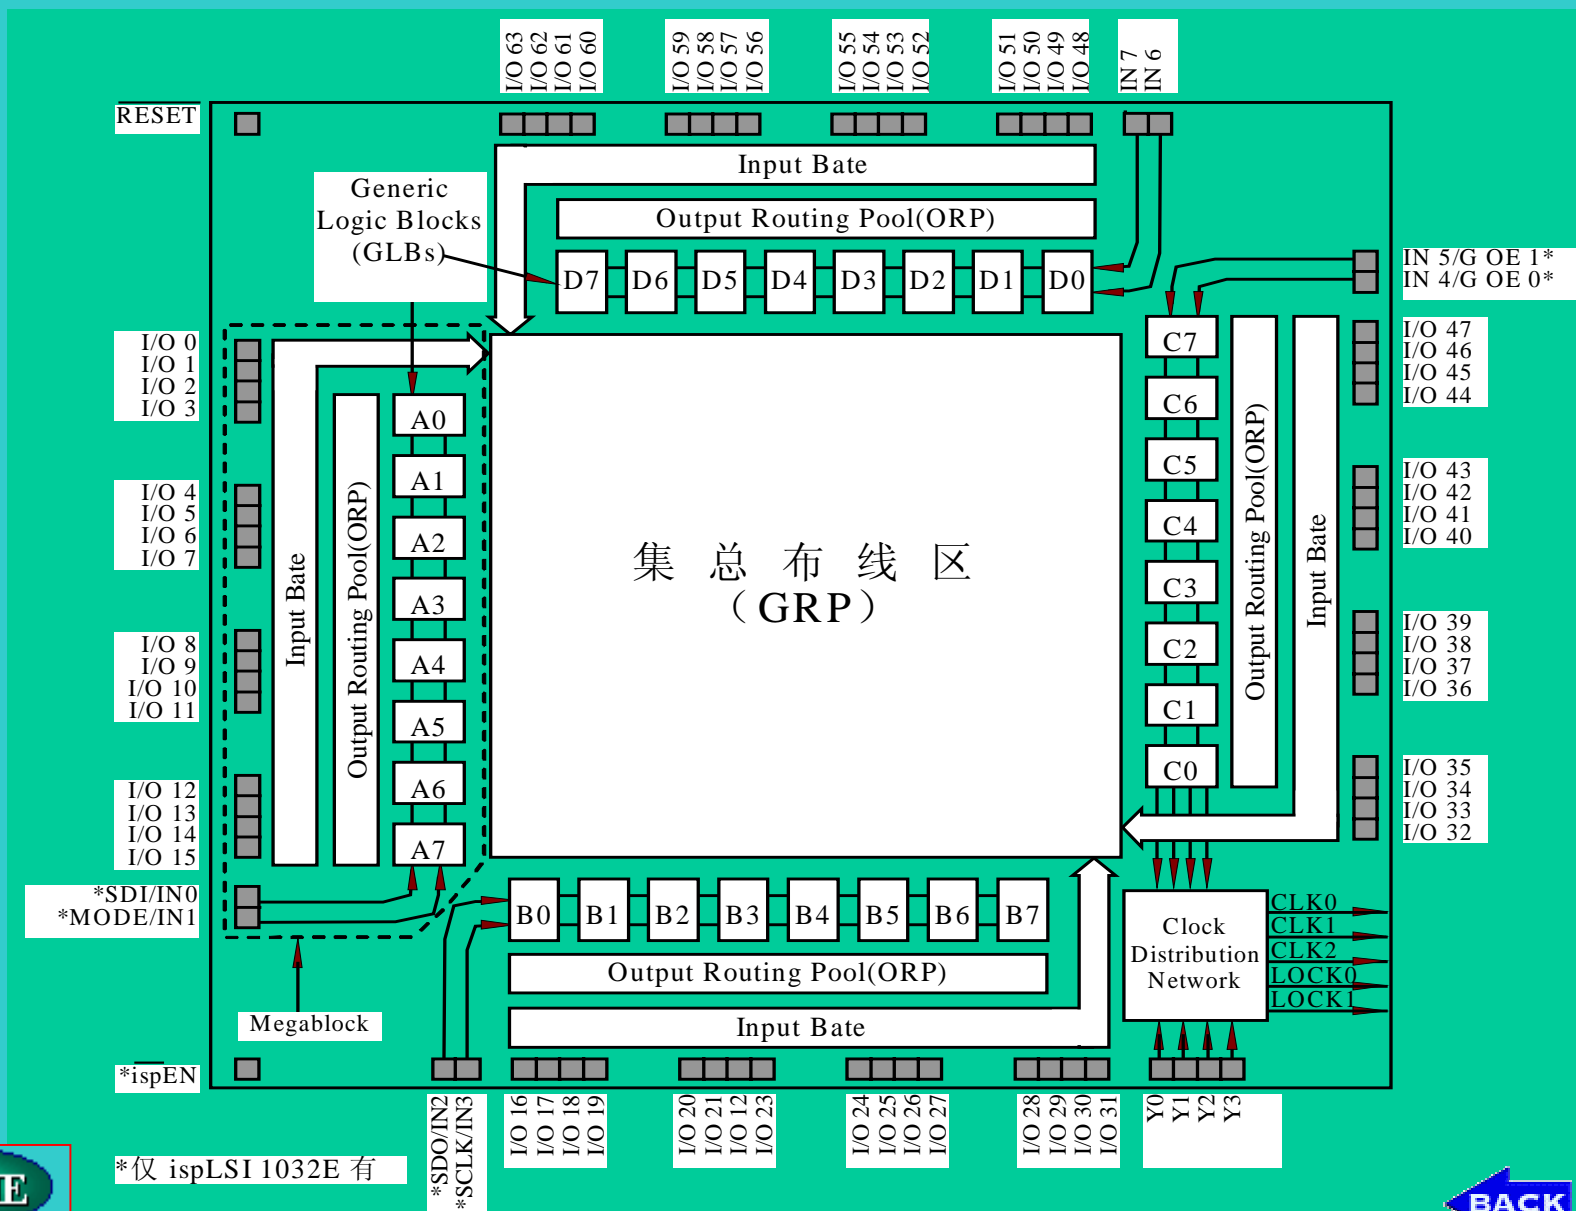 I/O 63
I/O 62
I/O 61
I/O 60
I/O 59
I/O 58
I/O 57
I/O 56
I/O 55
I/O 54
I/O 53
I/O 52
I/O 51
I/O 50
I/O 49
I/O 48
IN 7
IN 6
RESET
Input Bate
Generic
Logic Blocks
(GLBs)
Output Routing Pool(ORP)
D7
D6
D5
D4
D3
D2
D1
D0
IN 5/G OE 1*
IN 4/G OE 0*
I/O 0
I/O 1
I/O 2
I/O 3
I/O 4
I/O 5
I/O 6
I/O 7
I/O 8
I/O 9
I/O 10
I/O 11
I/O 12
I/O 13
I/O 14
I/O 15
*SDI/IN0
*MODE/IN1
Input Bate
Output Routing Pool(ORP)
A0
A1
A2
A3
A4
A5
A6
A7
集 总 布 线 区
（GRP）
C7
C6
C5
C4
C3
C2
C1
C0
Output Routing Pool(ORP)
Input Bate
I/O 47
I/O 46
I/O 45
I/O 44
I/O 43
I/O 42
I/O 41
I/O 40
I/O 39
I/O 38
I/O 37
I/O 36
I/O 35
I/O 34
I/O 33
I/O 32
B0
B1
B2
B3
B4
B5
B6
B7
Output Routing Pool(ORP)
Input Bate
Clock
Distribution
Network
CLK0
CLK1
CLK2
LOCK0
LOCK1
Megablock
*ispEN
*SDO/IN2
*SCLK/IN3
I/O 16
I/O 17
I/O 18
I/O 19
I/O 20
I/O 21
I/O 12
I/O 23
I/O 24
I/O 25
I/O 26
I/O 27
I/O 28
I/O 29
I/O 30
I/O 31
Y0
Y1
Y2
Y3
*仅 ispLSI 1032E 有
E
BACK